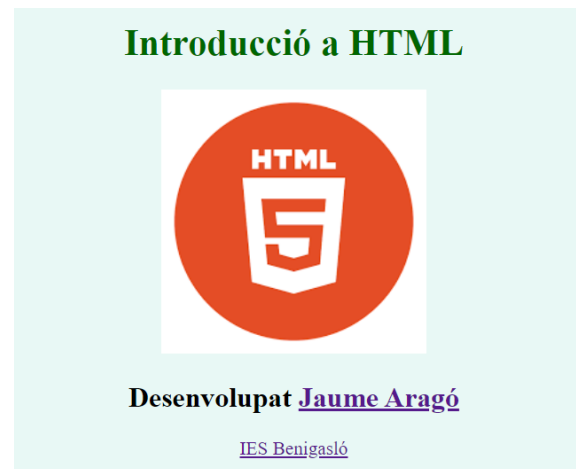 Introducció a HTML
HTML
5
Desenvolupat Jaume Aragó
IES Benigasló